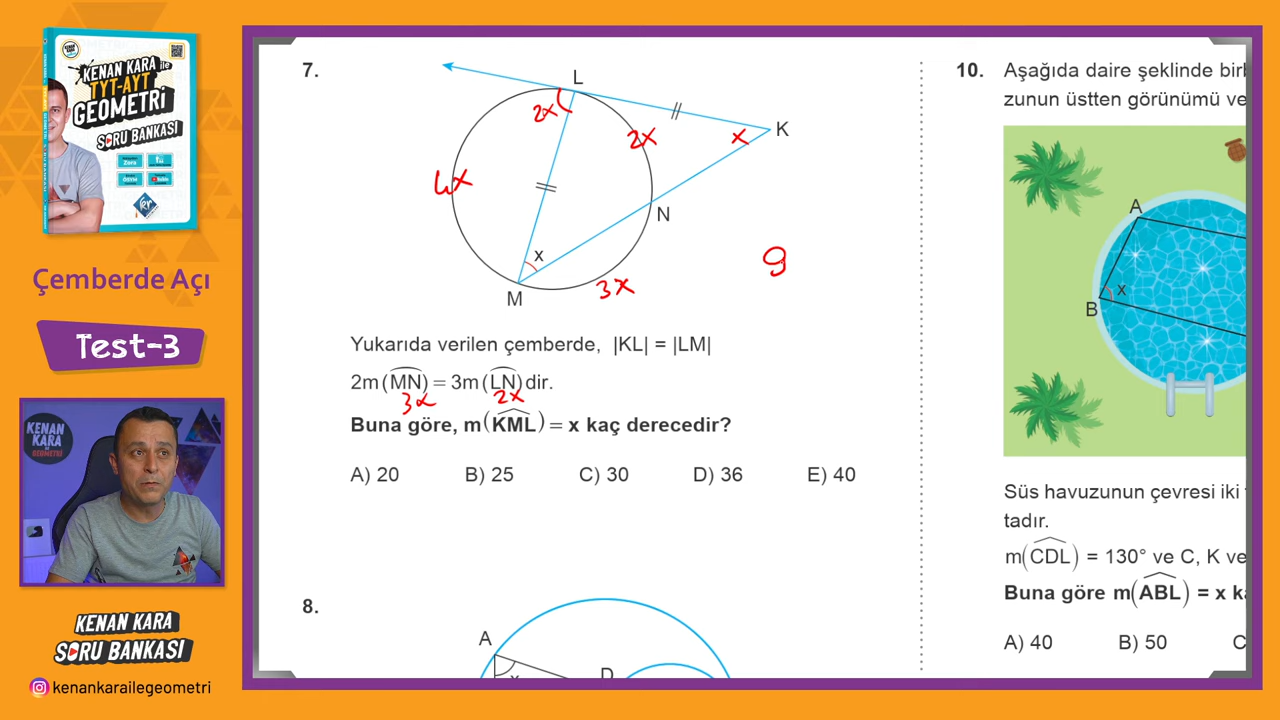 KENAN KARA ile
TYT-AYT
GEOMETRİ
SORU BANKASI
Çemberde Açı
Test-3
KENAN
KARA
ile
GEOMETRİ
KENAN KARA
SORU BANKASI
kenankarailegeometri
7.
L
2x
2x
x
K
4x
N
x
9
M
3x
Yukarıda verilen çemberde, |KL| = |LM|
2m(MN) = 3m(LN) dir.
3x 2x
Buna göre, m(KML) = x kaç derecedir?
A) 20 B) 25 C) 30 D) 36 E) 40
8.
A
D
x
10. Aşağıda daire şeklinde birb
zunun üstten görünümü ve
A
B
x
Süs havuzunun çevresi iki
tadır.
m(CDL) = 130° ve C, K ve
Buna göre m(ABL) = x ka
A) 40 B) 50 C